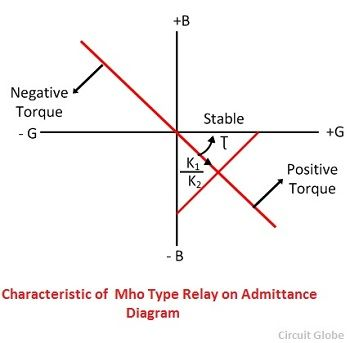 +B
Negative
Torque
Stable
- G
+G
τ
K1
K2
Positive
Torque
- B
Characteristic of Mho Type Relay on Admittance
Diagram
Circuit Globe